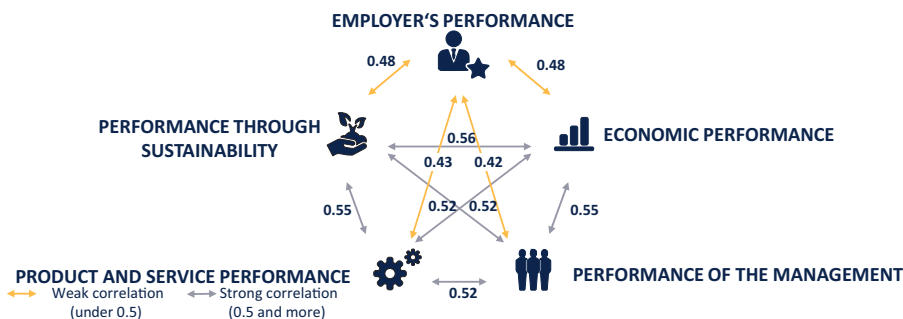 EMPLOYER‘S PERFORMANCE
0.48
0.48
PERFORMANCE THROUGH
SUSTAINABILITY
0.56
ECONOMIC PERFORMANCE
0.43
0.42
0.55
0.52
0.52
0.55
PRODUCT AND SERVICE PERFORMANCE
0.52
PERFORMANCE OF THE MANAGEMENT
Weak correlation
(under 0.5)
Strong correlation
(0.5 and more)